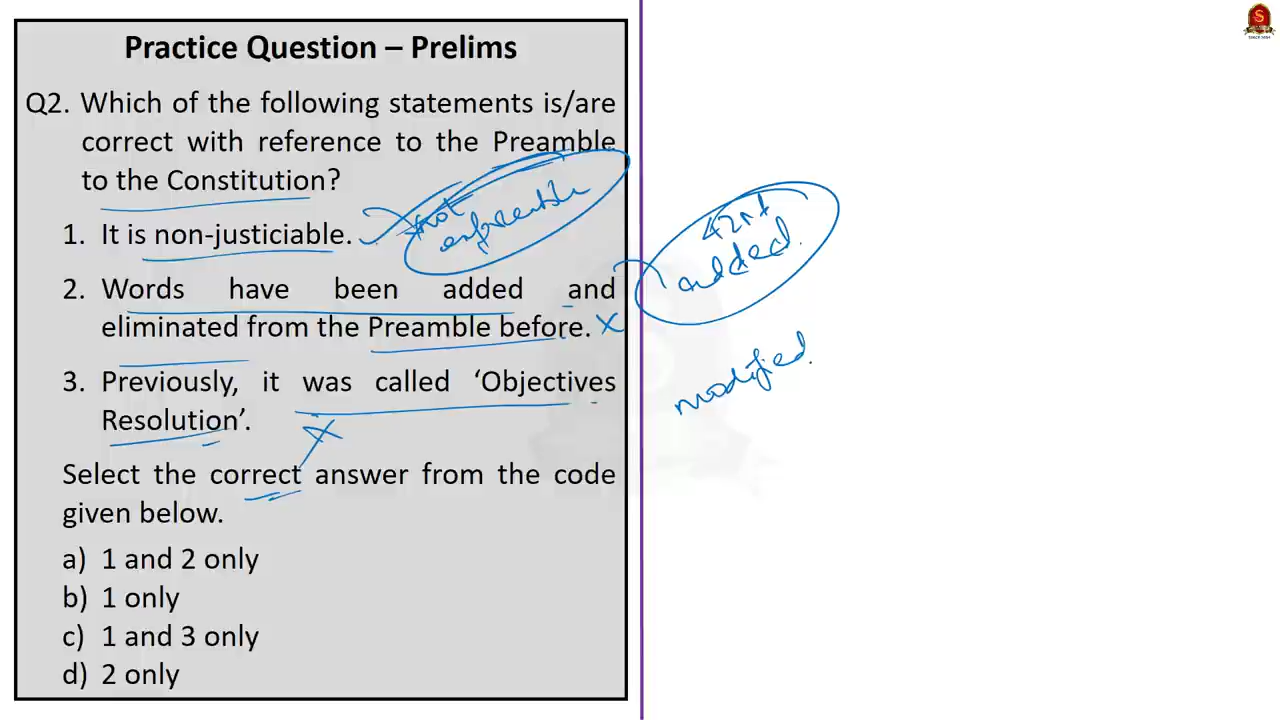 Practice Question – Prelims
Q2. Which of the following statements is/are
correct with reference to the Preamble
to the Constitution?
not
enforceable
1. It is non-justiciable.
2. Words have been added and
eliminated from the Preamble before.
3. Previously, it was called ‘Objectives
Resolution’.
Select the correct answer from the code
given below.
a) 1 and 2 only
b) 1 only
c) 1 and 3 only
d) 2 only
42nd
added.
modified.
S